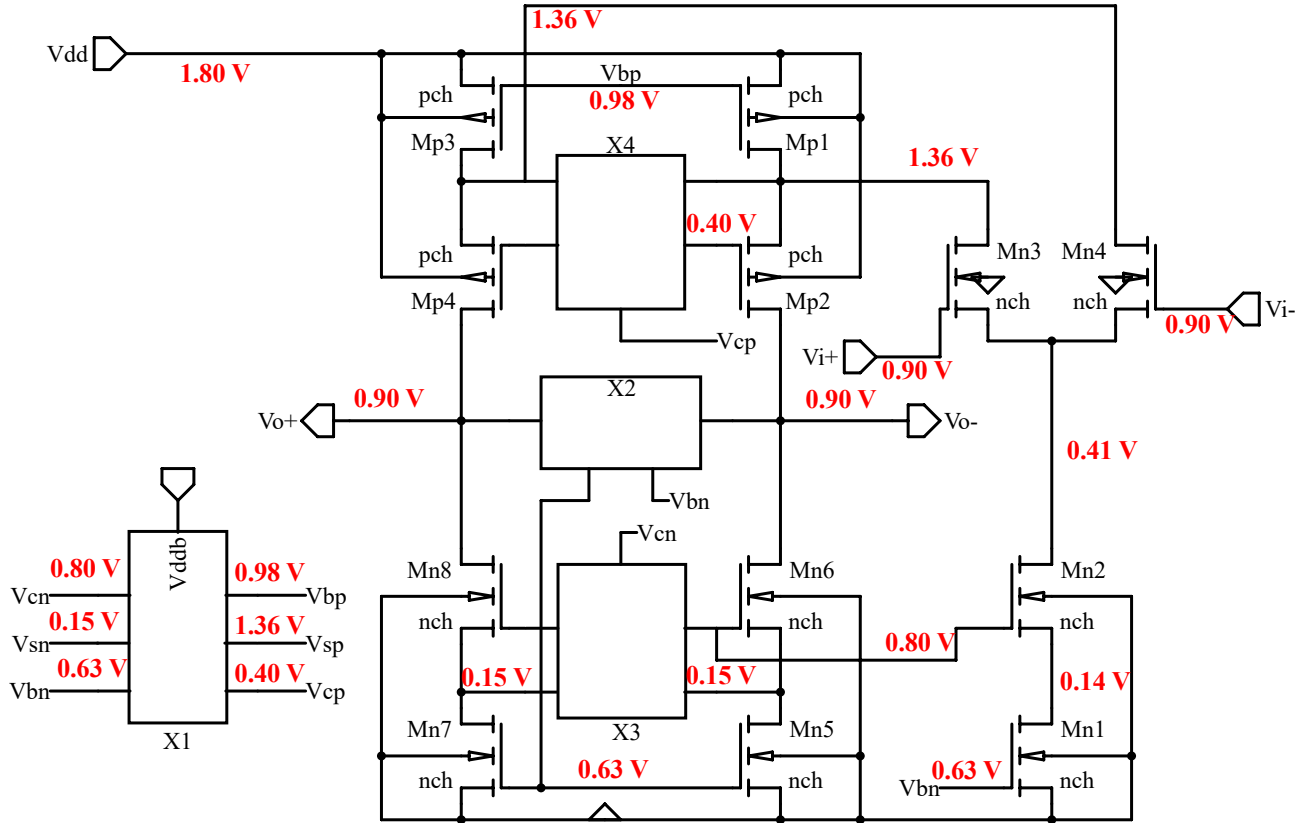 1.36 V
Vdd
1.80 V
pch
Vbp
pch
0.98 V
Mp3
X4
Mp1
1.36 V
0.40 V
pch
pch
Mn3
Mn4
Mp4
Mp2
nch
nch
Vcp
Vi+
0.90 V
0.90 V
Vi-
X2
Vo+
0.90 V
0.90 V
Vo-
0.41 V
Vbn
Vcn
Vddb
0.80 V
0.98 V
Vcn
Vbp
0.15 V
1.36 V
Vsn
Vsp
0.63 V
0.40 V
Vbn
Vcp
X1
Mn8
Mn6
Mn2
nch
nch
nch
0.80 V
0.15 V
0.15 V
0.14 V
Mn7
X3
Mn5
Mn1
nch
0.63 V
nch
Vbn
0.63 V
nch